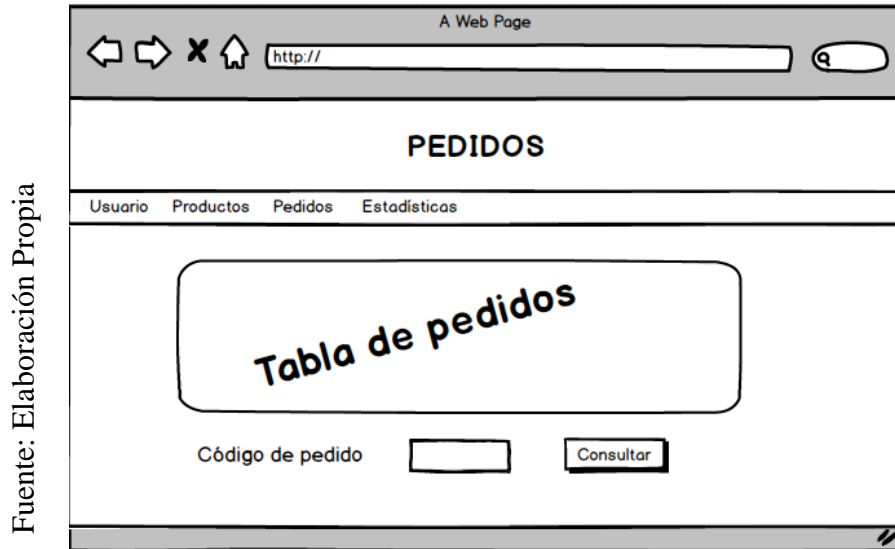 A Web Page
http://
PEDIDOS
Usuario Productos Pedidos Estadísticas
Tabla de pedidos
Código de pedido Consultar
Fuente: Elaboración Propia